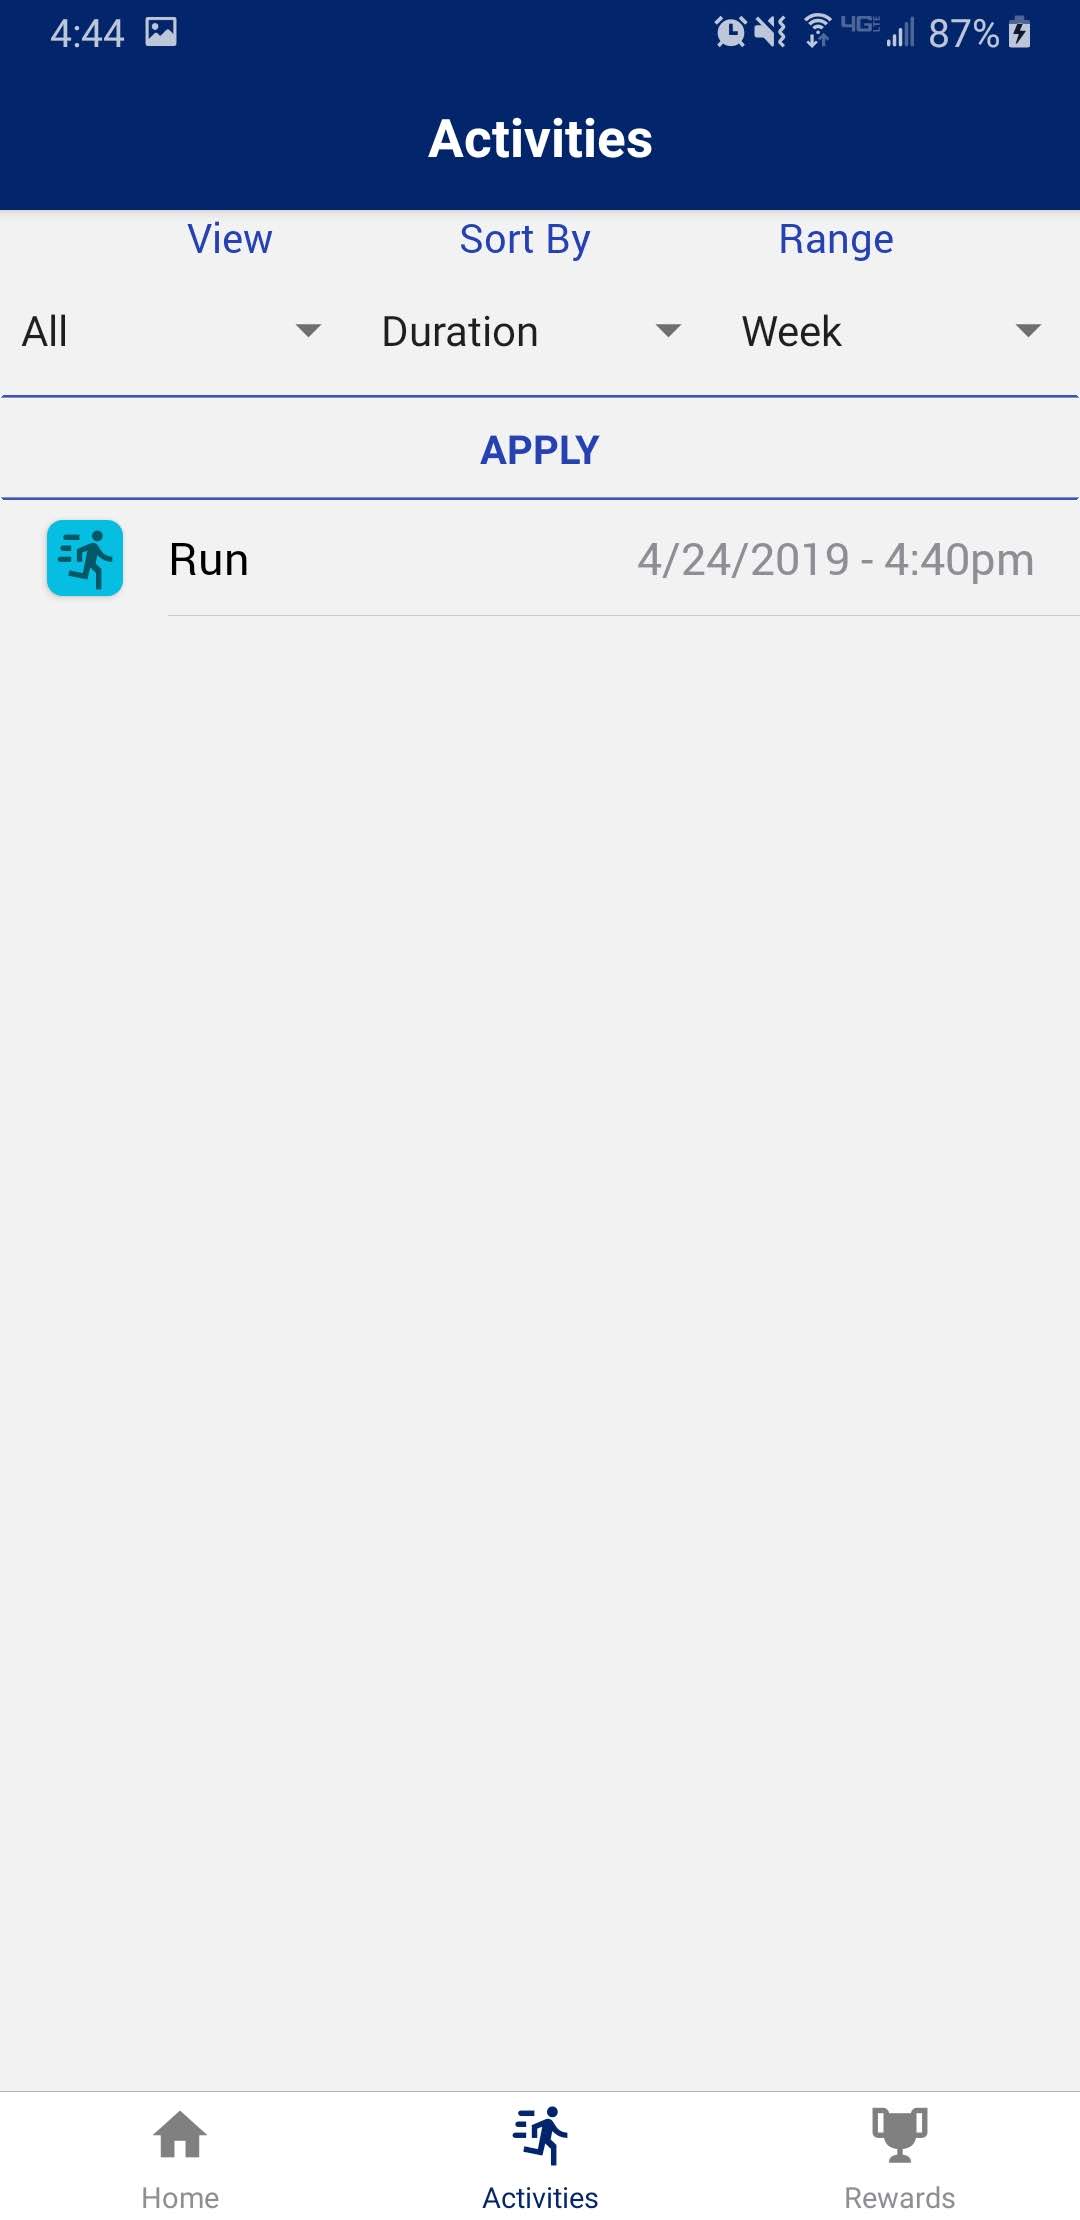 4:44 4G LTE 87%
Activities
View Sort By Range
All Duration Week
APPLY
Run 4/24/2019 - 4:40pm
Home Activities Rewards